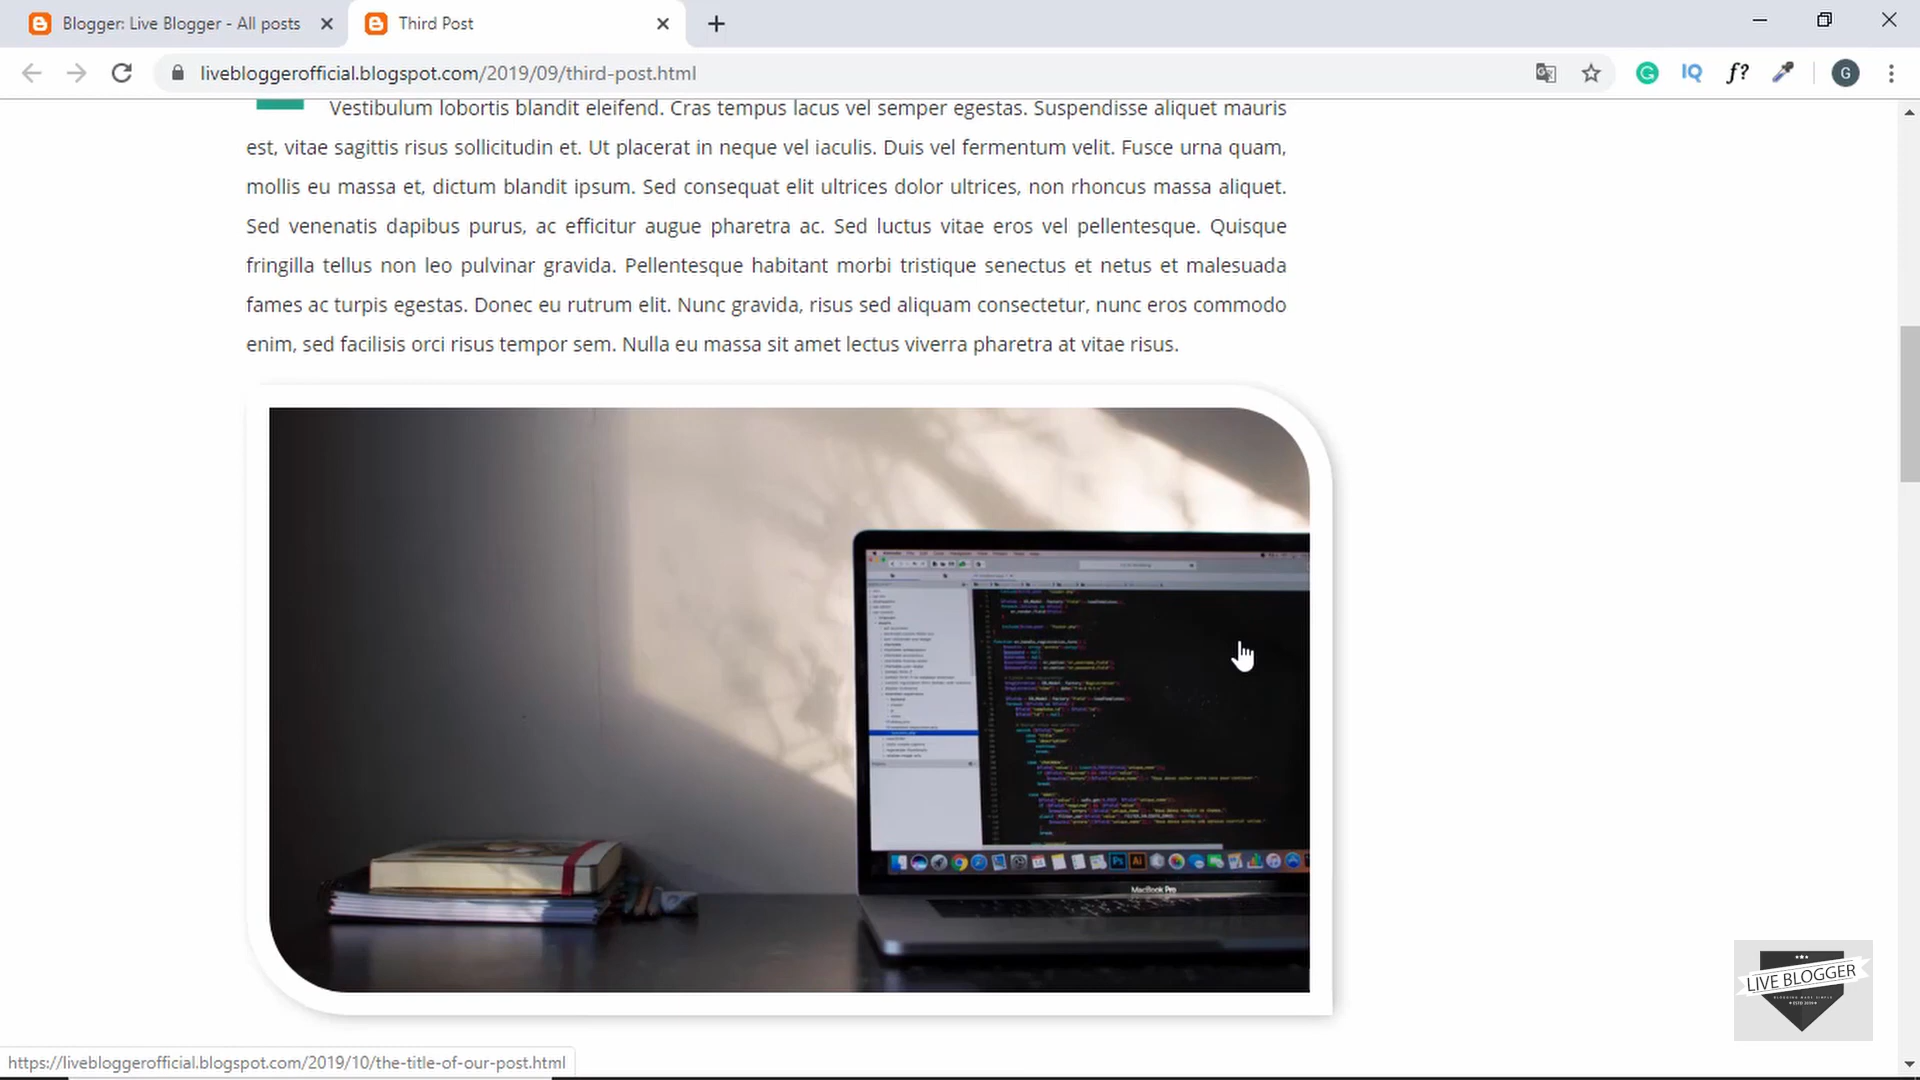 Blogger: Live Blogger - All posts
Third Post
livebloggerofficial.blogspot.com/2019/09/third-post.html
IQ
f?
G
Vestibulum lobortis blandit eleifend. Cras tempus lacus vel semper egestas. Suspendisse aliquet mauris
est, vitae sagittis risus sollicitudin et. Ut placerat in neque vel iaculis. Duis vel fermentum velit. Fusce urna quam,
mollis eu massa et, dictum blandit ipsum. Sed consequat elit ultrices dolor ultrices, non rhoncus massa aliquet.
Sed venenatis dapibus purus, ac efficitur augue pharetra ac. Sed luctus vitae eros vel pellentesque. Quisque
fringilla tellus non leo pulvinar gravida. Pellentesque habitant morbi tristique senectus et netus et malesuada
fames ac turpis egestas. Donec eu rutrum elit. Nunc gravida, risus sed aliquam consectetur, nunc eros commodo
enim, sed facilisis orci risus tempor sem. Nulla eu massa sit amet lectus viverra pharetra at vitae risus.
Ps
Ai
MacBook Pro
LIVE BLOGGER
BLOGGING MADE SIMPLE
https://livebloggerofficial.blogspot.com/2019/10/the-title-of-our-post.html